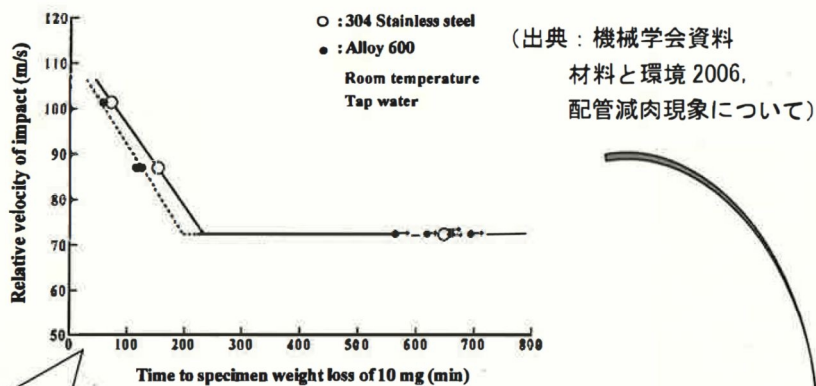 120
110
100
90
80
70
60
50
Relative velocity of impact (m/s)
○ : 304 Stainless steel
● : Alloy 600
Room temperature
Tap water
0 100 200 300 400 500 600 700 800
Time to specimen weight loss of 10 mg (min)
(出典：機械学会資料
材料と環境 2006,
配管減肉現象について)